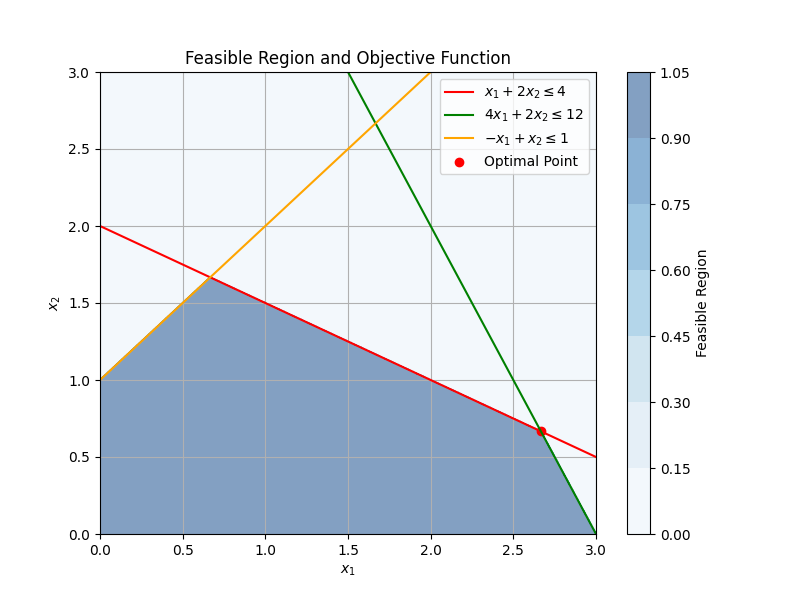 Feasible Region and Objective Function
3.0
2.5
2.0
1.5
1.0
0.5
0.0
x₂
0.0 0.5 1.0 1.5 2.0 2.5 3.0
x₁
x₁ + 2x₂ ≤ 4
4x₁ + 2x₂ ≤ 12
−x₁ + x₂ ≤ 1
Optimal Point
1.05
0.90
0.75
0.60
0.45
0.30
0.15
0.00
Feasible Region